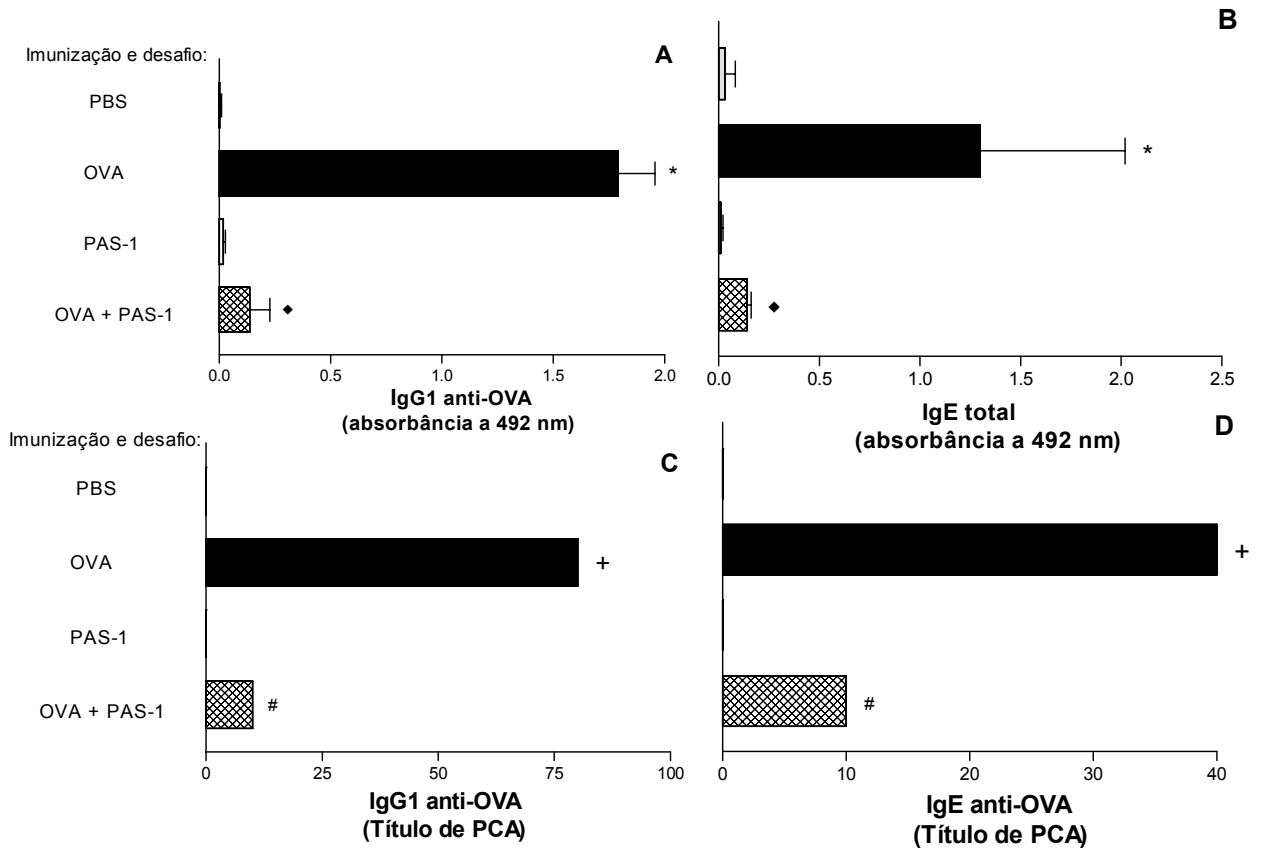 A
Imunização e desafio:
PBS
OVA
*
PAS-1
OVA + PAS-1
◆
0.0 0.5 1.0 1.5 2.0
IgG1 anti-OVA
(absorbância a 492 nm)
B
*
◆
0.0 0.5 1.0 1.5 2.0 2.5
IgE total
(absorbância a 492 nm)
Imunização e desafio:
C
PBS
OVA
+
PAS-1
OVA + PAS-1
#
0 25 50 75 100
IgG1 anti-OVA
(Título de PCA)
D
+
#
0 10 20 30 40
IgE anti-OVA
(Título de PCA)